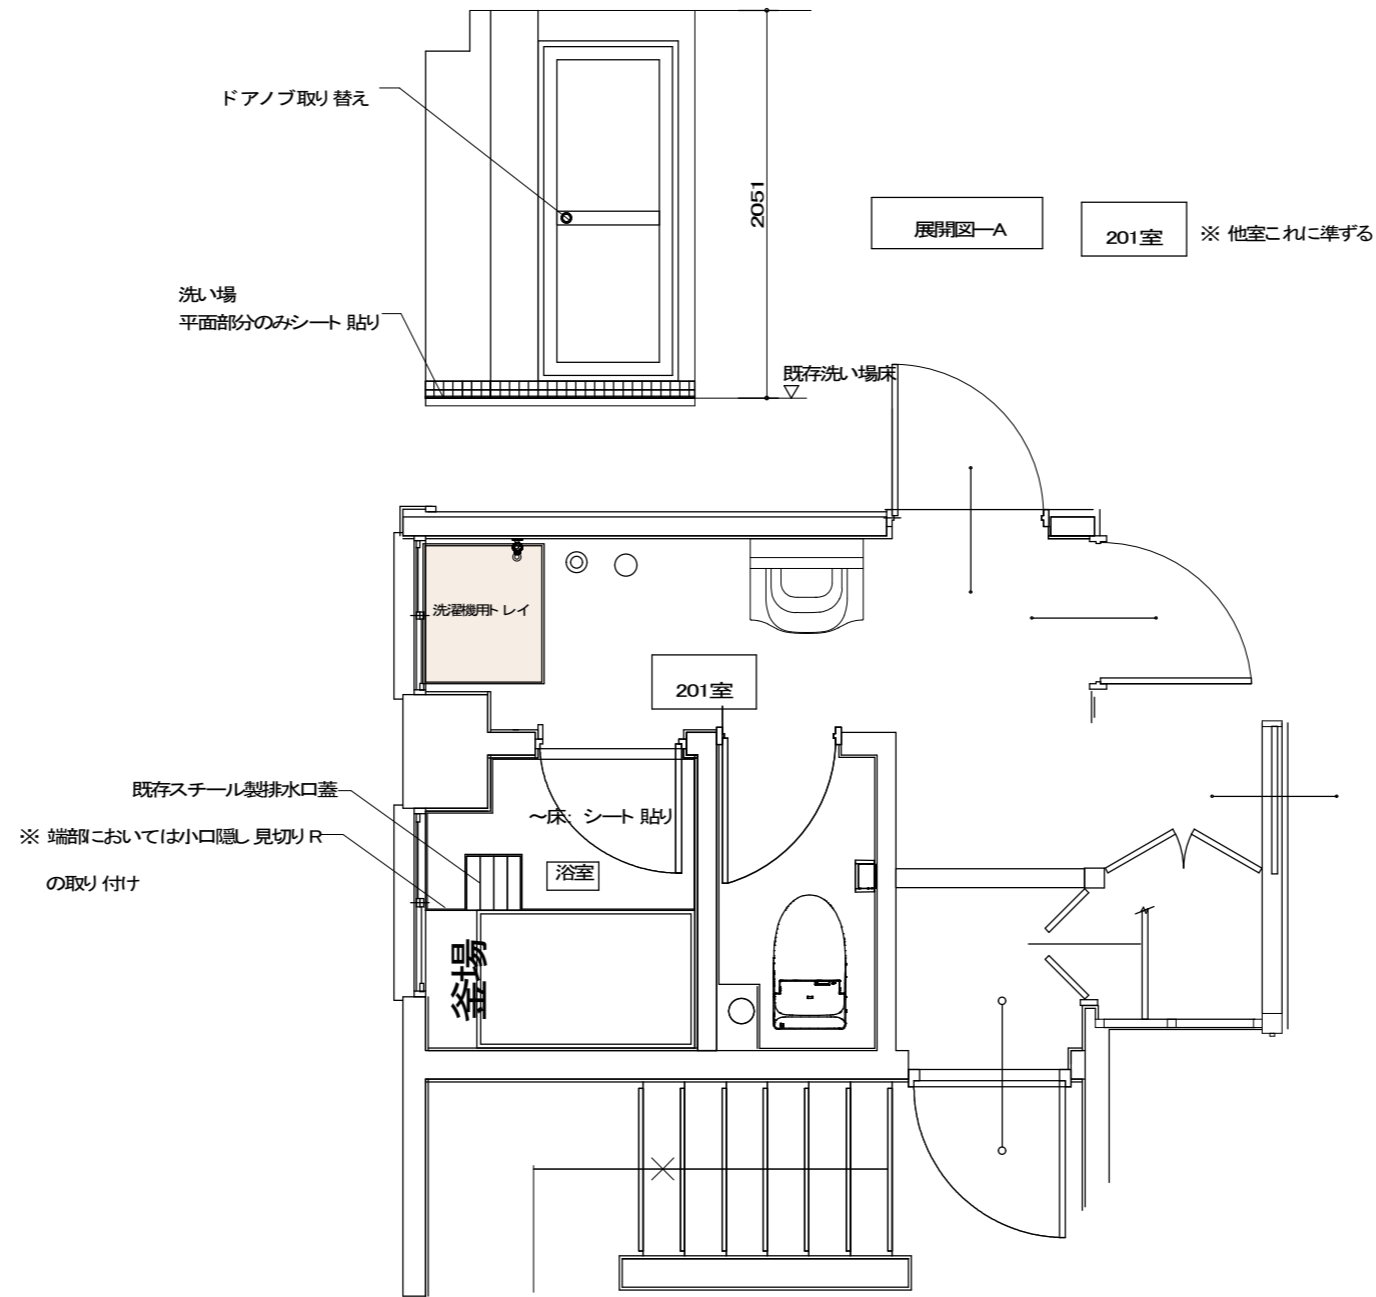 ドアノブ取り替え
2051
展開図―A
201室
※ 他室これに準ずる
洗い場
平面部分のみシート貼り
既存洗い場床
洗濯機用トレイ
201室
既存スチール製排水口蓋
※ 端部においては小口隠し見切りR
の取り付け
～床: シート貼り
浴室
釜場